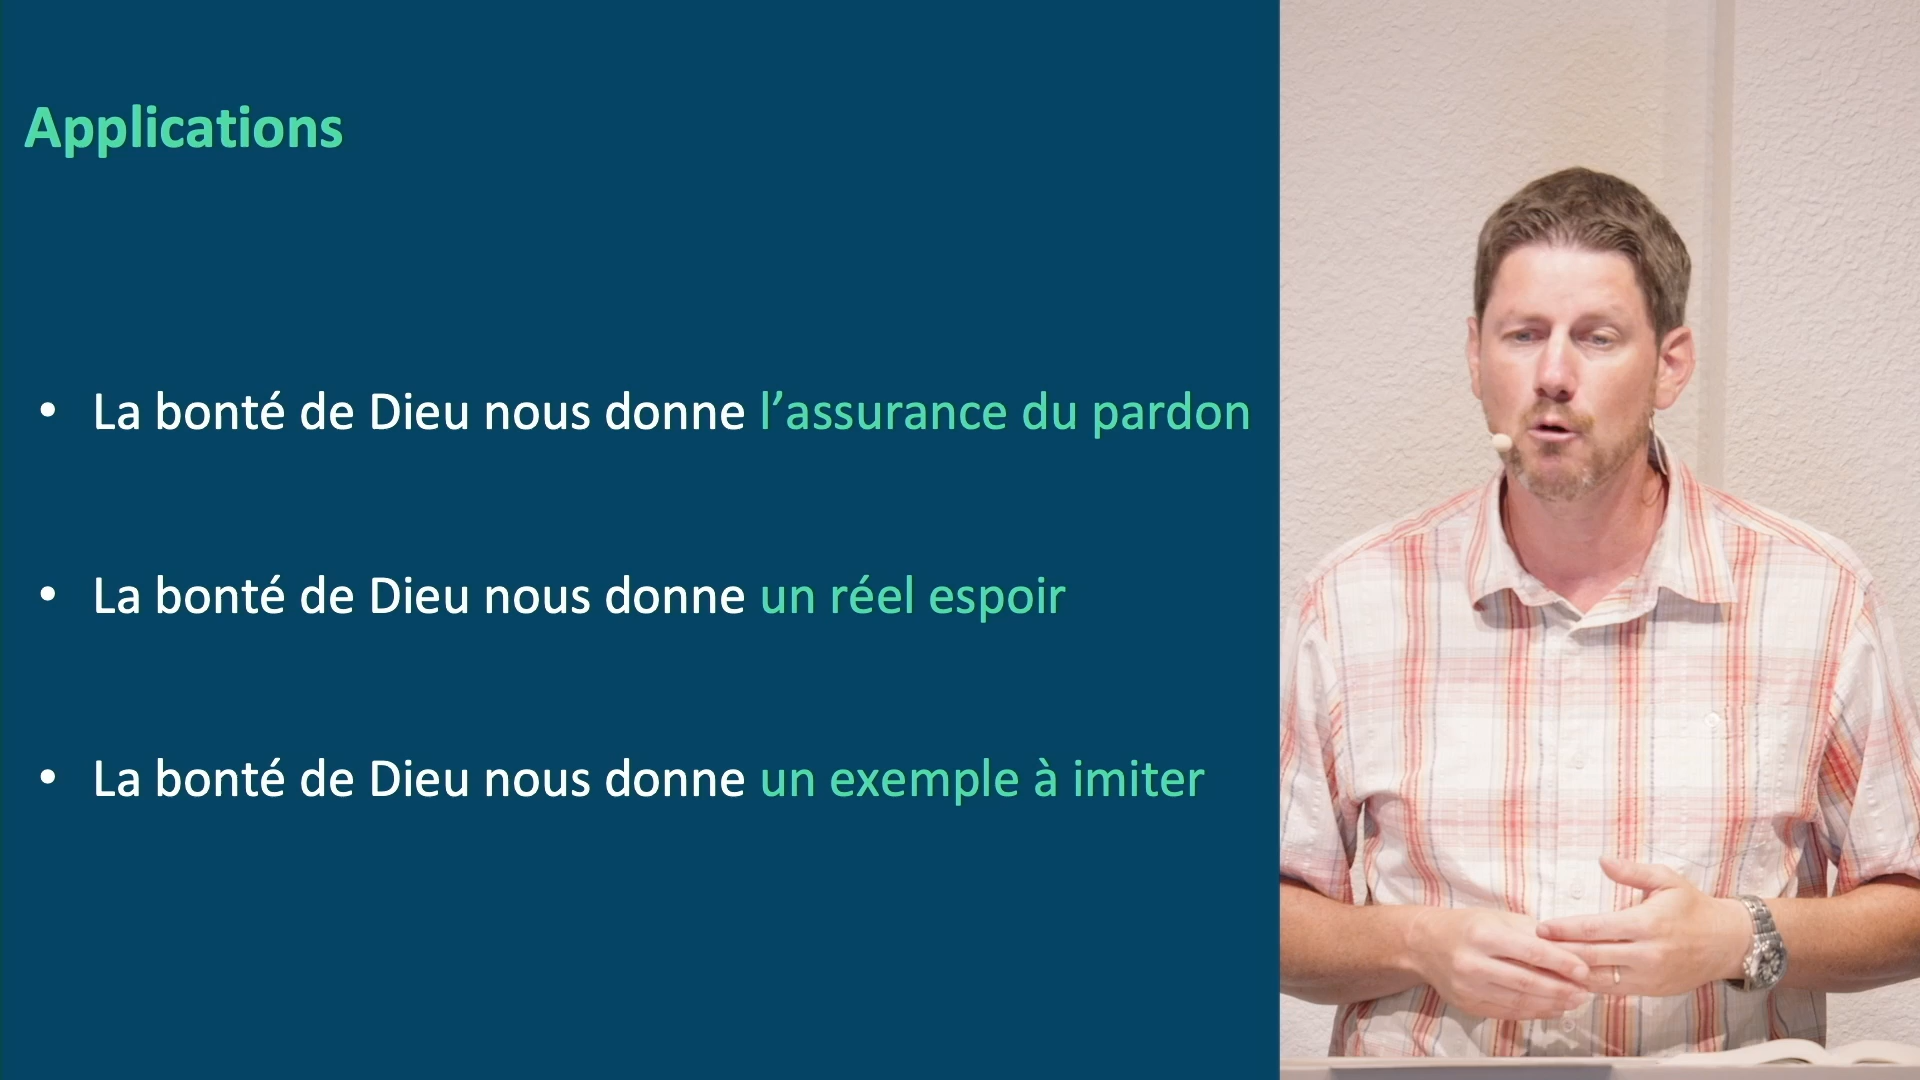 Applications
• La bonté de Dieu nous donne l’assurance du pardon
• La bonté de Dieu nous donne un réel espoir
• La bonté de Dieu nous donne un exemple à imiter